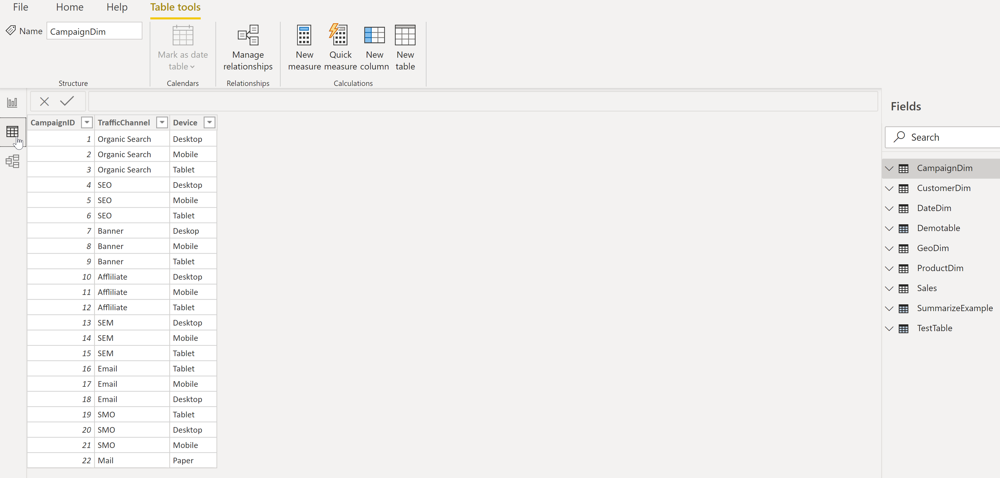 File Home Help Table tools
Name CampaignDim
Mark as date table
Manage relationships
New measure
Quick measure
New column
New table
Structure Calendars Relationships Calculations
Fields
Search
CampaignID TrafficChannel Device
1 Organic Search Desktop
2 Organic Search Mobile
3 Organic Search Tablet
4 SEO Desktop
5 SEO Mobile
6 SEO Tablet
7 Banner Deskop
8 Banner Mobile
9 Banner Tablet
10 Affliliate Desktop
11 Affliliate Mobile
12 Affliliate Tablet
13 SEM Desktop
14 SEM Mobile
15 SEM Tablet
16 Email Tablet
17 Email Mobile
18 Email Desktop
19 SMO Tablet
20 SMO Desktop
21 SMO Mobile
22 Mail Paper
CampaignDim
CustomerDim
DateDim
Demotable
GeoDim
ProductDim
Sales
SummarizeExample
TestTable